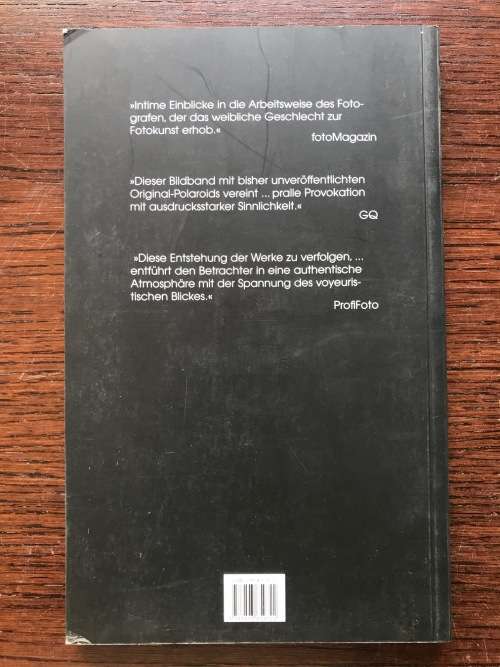 »Intime Einblicke in die Arbeitsweise des Foto-
grafen, der das weibliche Geschlecht zur
Fotokunst erhob.«
fotoMagazin
»Dieser Bildband mit bisher unveröffentlichten
Original-Polaroids vereint ... pralle Provokation
mit ausdrucksstarker Sinnlichkeit.«
GQ
»Diese Entstehung der Werke zu verfolgen, ...
entführt den Betrachter in eine authentische
Atmosphäre mit der Spannung des voyeuris-
tischen Blickes.«
ProfiFoto